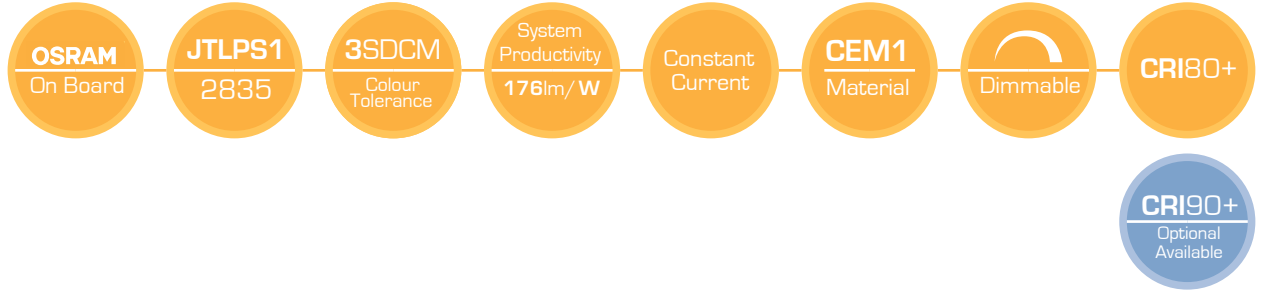 OSRAM
On Board
JTLPS1
2835
3SDCM
Colour
Tolerance
System
Productivity
176lm/W
Constant
Current
CEM1
Material
Dimmable
CRI80+
CRI90+
Optional
Available